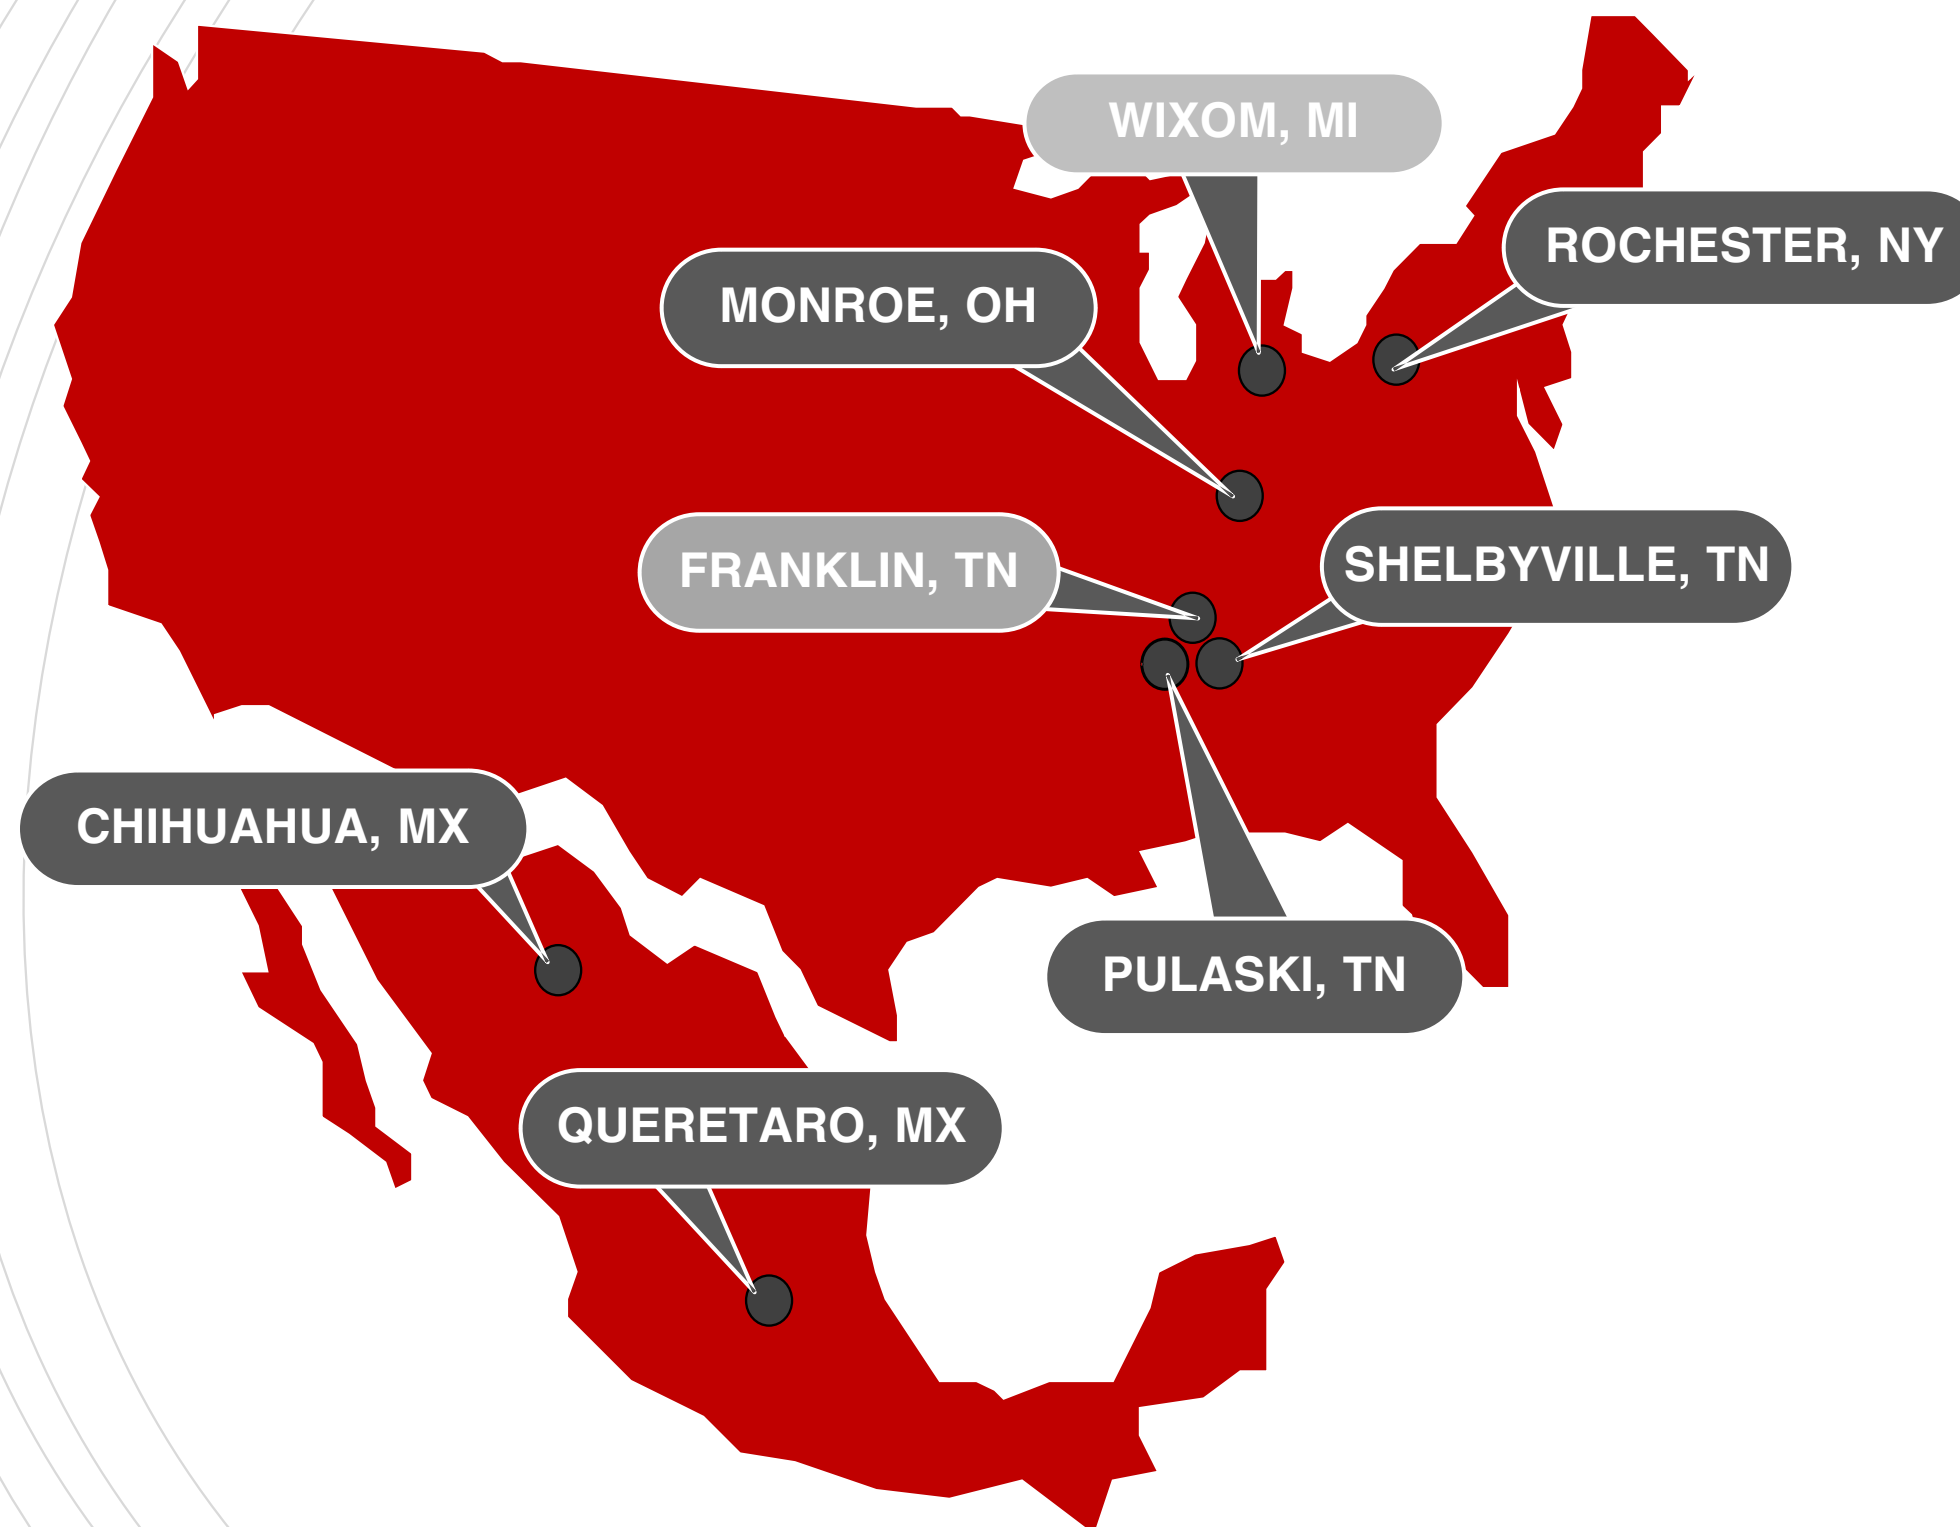 WIXOM, MI
ROCHESTER, NY
MONROE, OH
FRANKLIN, TN
SHELBYVILLE, TN
CHIHUAHUA, MX
PULASKI, TN
QUERETARO, MX